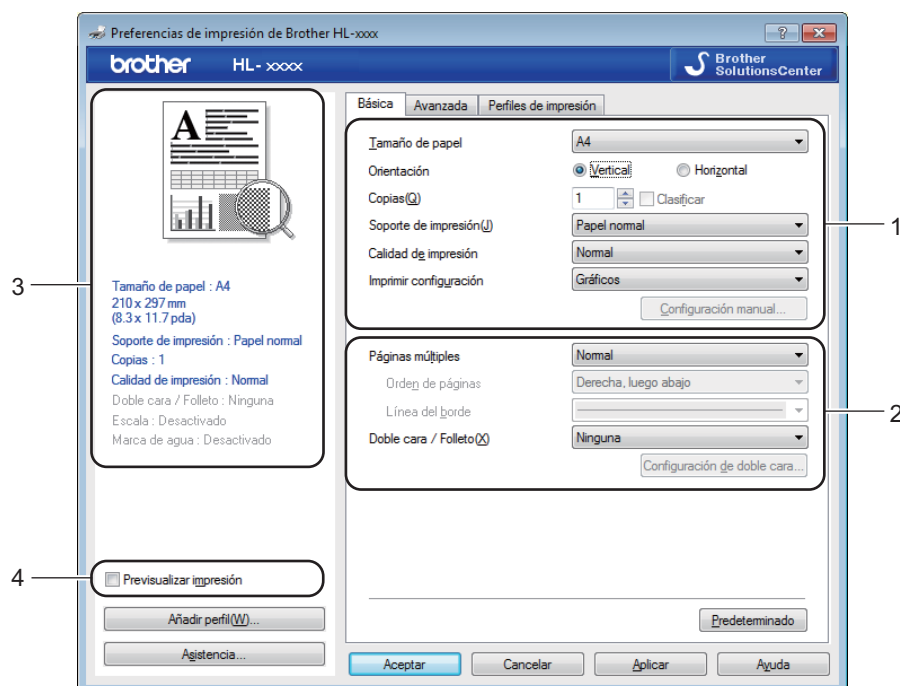 Preferencias de impresión de Brother HL-xxxx
brother HL- xxxx
Brother
SolutionsCenter
A
Tamaño de papel : A4
210 x 297 mm
(8.3 x 11.7 pda)
Soporte de impresión : Papel normal
Copias : 1
Calidad de impresión : Normal
Doble cara / Folleto : Ninguna
Escala : Desactivado
Marca de agua : Desactivado
3
Previsualizar impresión
4
Añadir perfil(W)...
Asistencia...
Básica Avanzada Perfiles de impresión
Tamaño de papel A4
Orientación Vertical Horizontal
Copias(Q) 1 Clasificar
Soporte de impresión(J) Papel normal
1
Calidad de impresión Normal
Imprimir configuración Gráficos
Configuración manual...
Páginas múltiples Normal
Orden de páginas Derecha, luego abajo
Línea del borde
2
Doble cara / Folleto(X) Ninguna
Configuración de doble cara...
Predeterminado
Aceptar Cancelar Aplicar Ayuda